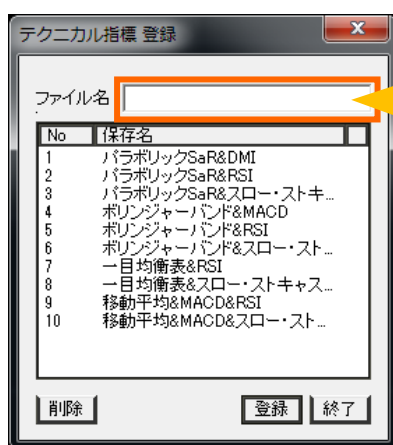 テクニカル指標 登録
ファイル名
No 保存名
1 パラボリックSaR&DMI
2 パラボリックSaR&RSI
3 パラボリックSaR&スロー・ストキ...
4 ボリンジャーバンド&MACD
5 ボリンジャーバンド&RSI
6 ボリンジャーバンド&スロー・スト...
7 一目均衡表&RSI
8 一目均衡表&スロー・ストキャス...
9 移動平均&MACD&RSI
10 移動平均&MACD&スロー・スト...
削除 登録 終了